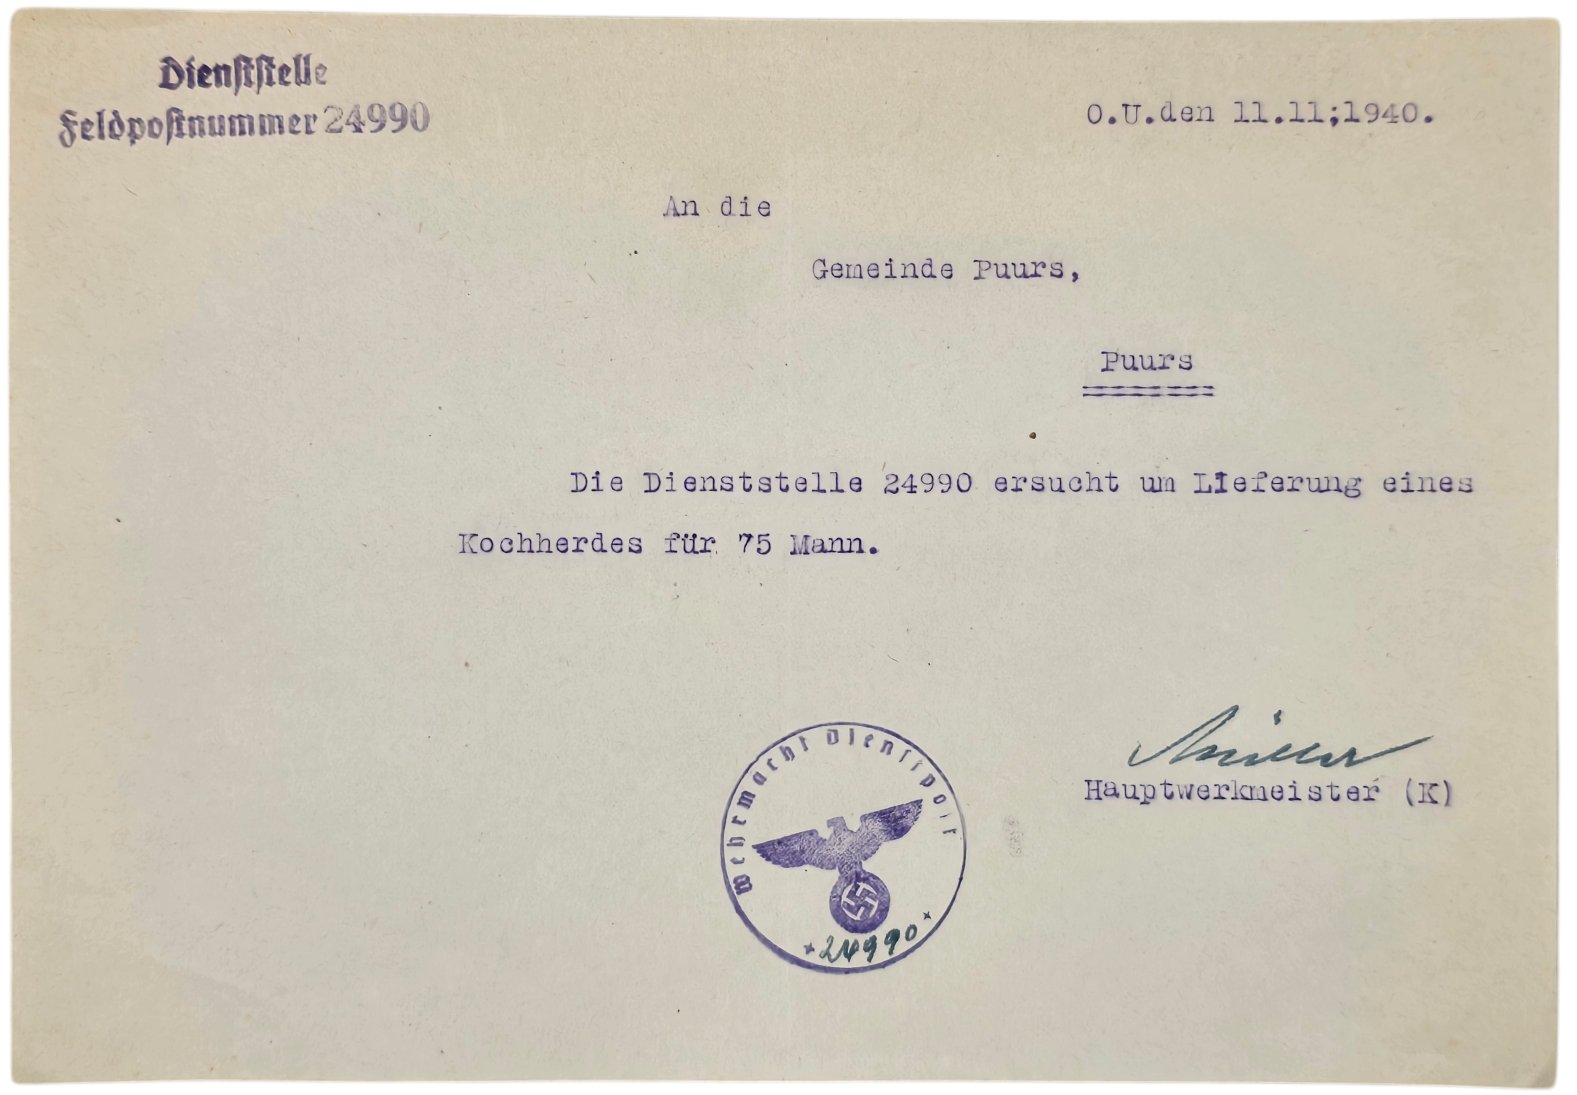 Dienststelle
Feldpostnummer 24990
O.U.den 11.11;1940.
An die
Gemeinde Puurs,
Puurs
Die Dienststelle 24990 ersucht um LIeferung eines
Kochherdes für 75 Mann.
Müller
Hauptwerkmeister (K)
Wehrmacht Dienstpost
24990